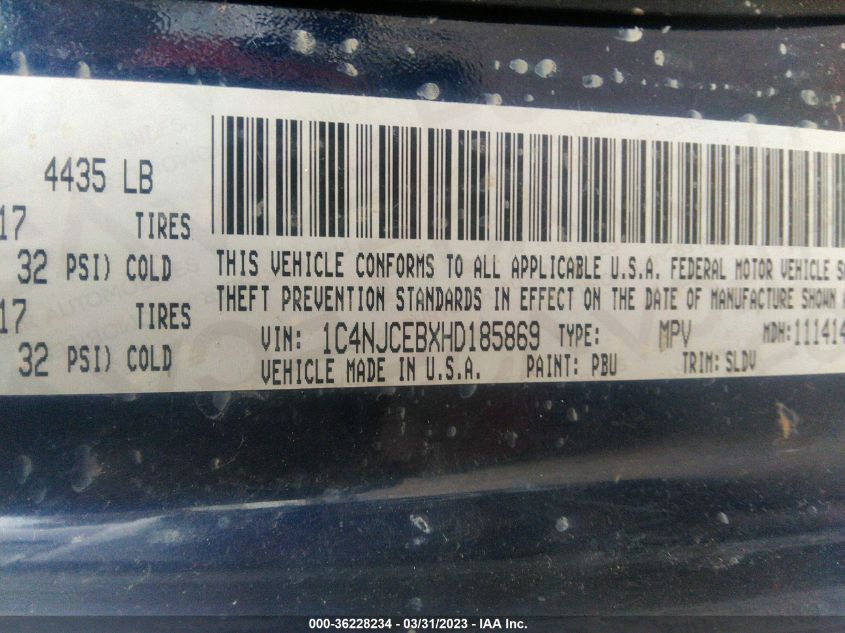 4435 LB
17 TIRES
32 PSI) COLD
17 TIRES
32 PSI) COLD
THIS VEHICLE CONFORMS TO ALL APPLICABLE U.S.A. FEDERAL MOTOR VEHICLE
THEFT PREVENTION STANDARDS IN EFFECT ON THE DATE OF MANUFACTURE SHOWN
VIN: 1C4NJCEBXHD185869 TYPE: MPV MDH:111414
VEHICLE MADE IN U.S.A. PAINT: PBU TRIM: SLDV
000-36228234 - 03/31/2023 - IAA Inc.